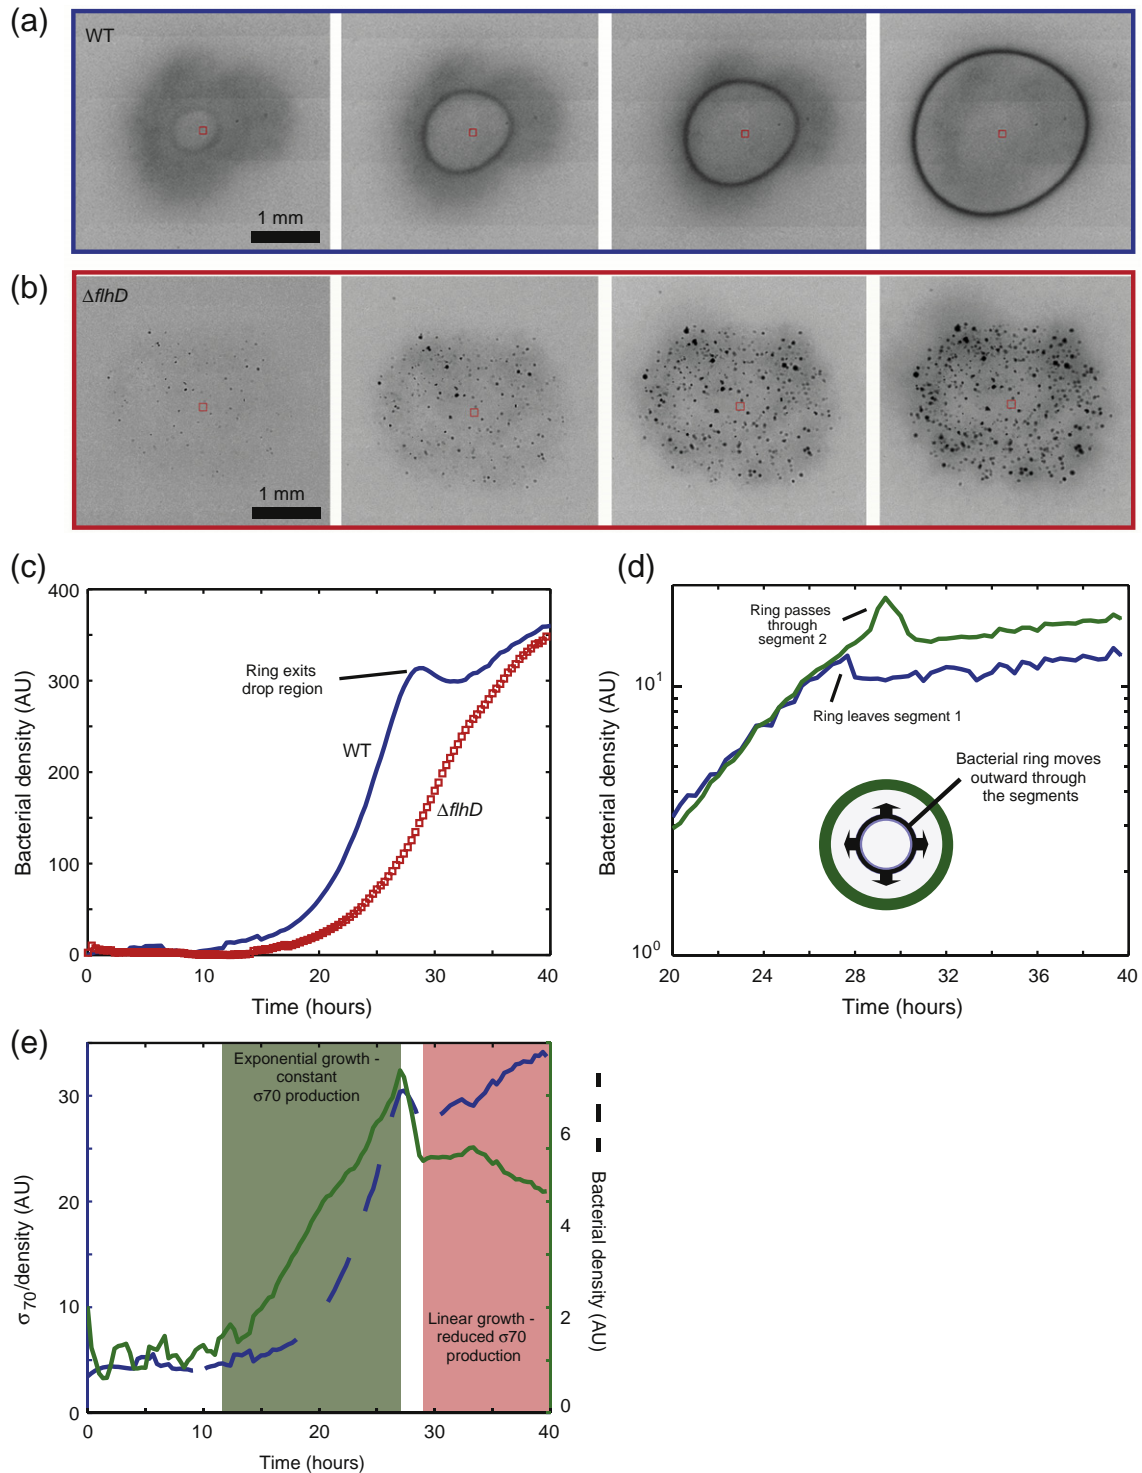 (a)
WT
1 mm
(b)
ΔflhD
1 mm
(c)
400
300
200
100
0
Bacterial density (AU)
Ring exits
drop region
WT
ΔflhD
0
10
20
30
40
Time (hours)
(d)
Bacterial density (AU)
10¹
10⁰
Ring passes
through
segment 2
Ring leaves segment 1
Bacterial ring moves
outward through
the segments
20
24
28
32
36
40
Time (hours)
(e)
σ70/density (AU)
30
20
10
0
Exponential growth -
constant
σ70 production
Linear growth -
reduced σ70
production
6
4
2
0
Bacterial density (AU)
0
10
20
30
40
Time (hours)